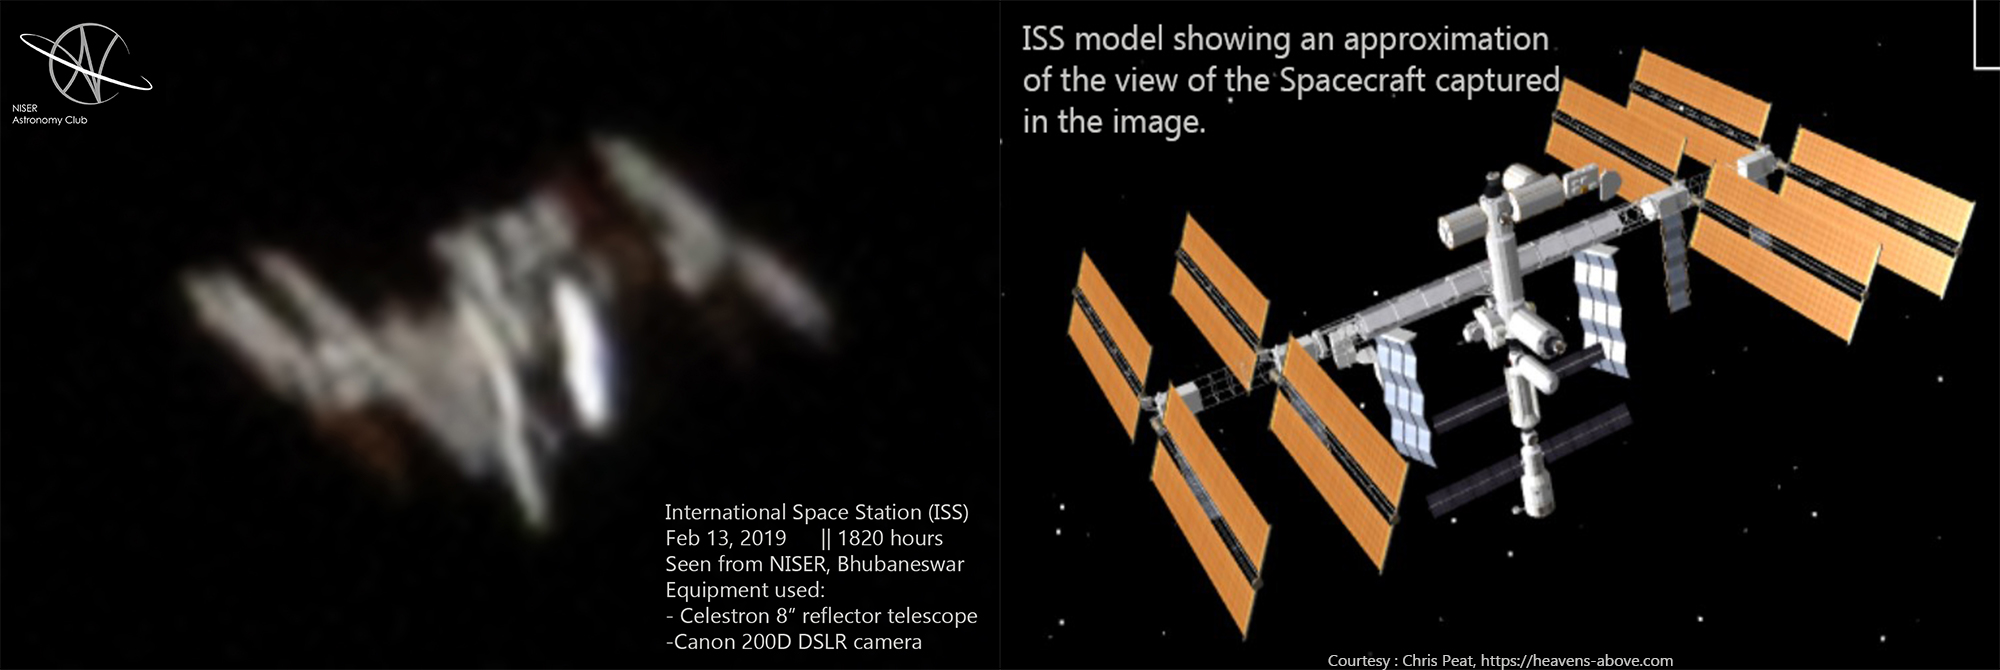 NISER
Astronomy Club
International Space Station (ISS)
Feb 13, 2019 || 1820 hours
Seen from NISER, Bhubaneswar
Equipment used:
- Celestron 8” reflector telescope
-Canon 200D DSLR camera
ISS model showing an approximation
of the view of the Spacecraft captured
in the image.
Courtesy : Chris Peat, https://heavens-above.com